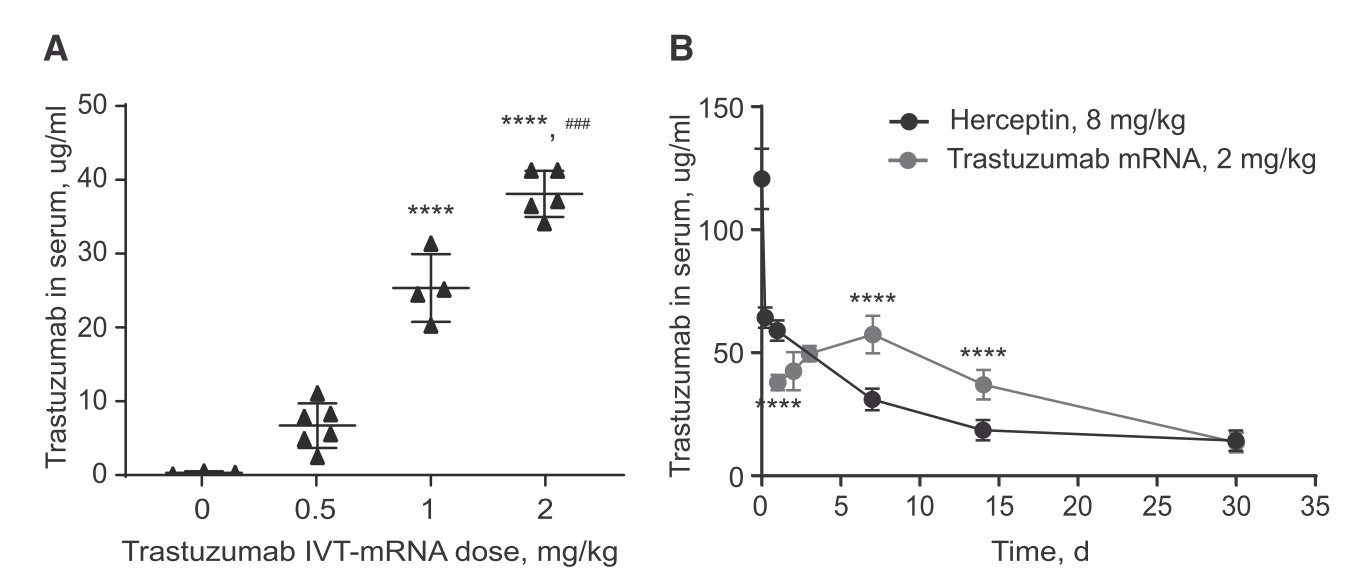 A
Trastuzumab in serum, ug/ml
50
40
30
20
10
0
****
****, ###
0 0.5 1 2
Trastuzumab IVT-mRNA dose, mg/kg
B
Trastuzumab in serum, ug/ml
150
100
50
0
Herceptin, 8 mg/kg
Trastuzumab mRNA, 2 mg/kg
****
****
****
0 5 10 15 20 25 30 35
Time, d